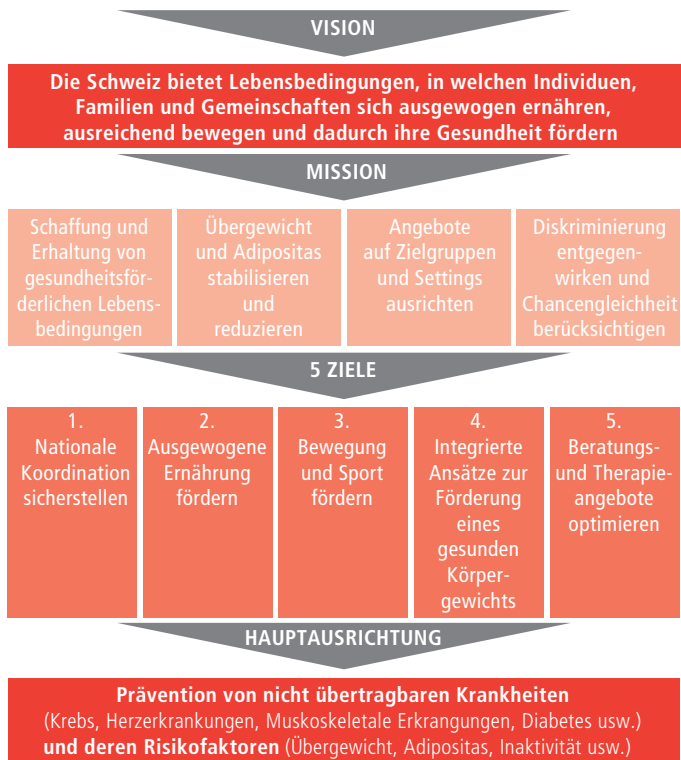 VISION
Die Schweiz bietet Lebensbedingungen, in welchen Individuen,
Familien und Gemeinschaften sich ausgewogen ernähren,
ausreichend bewegen und dadurch ihre Gesundheit fördern
MISSION
Schaffung und
Erhaltung von
gesundheitsför-
derlichen Lebens-
bedingungen
Übergewicht
und Adipositas
stabilisieren
und
reduzieren
Angebote
auf Zielgruppen
und Settings
ausrichten
Diskriminierung
entgegen-
wirken und
Chancengleichheit
berücksichtigen
5 ZIELE
1.
Nationale
Koordination
sicherstellen
2.
Ausgewogene
Ernährung
fördern
3.
Bewegung
und Sport
fördern
4.
Integrierte
Ansätze zur
Förderung
eines
gesunden
Körper-
gewichts
5.
Beratungs-
und Therapie-
angebote
optimieren
HAUPTAUSRICHTUNG
Prävention von nicht übertragbaren Krankheiten
(Krebs, Herzerkrankungen, Muskoskeletale Erkrangungen, Diabetes usw.)
und deren Risikofaktoren (Übergewicht, Adipositas, Inaktivität usw.)